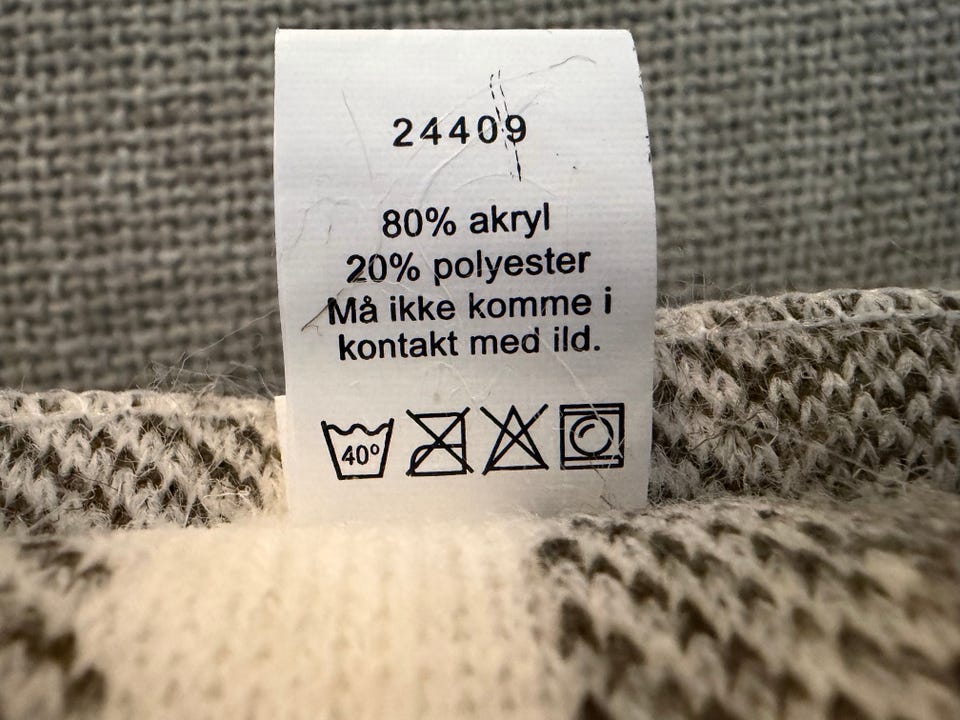 24409
80% akryl
20% polyester
Må ikke komme i
kontakt med ild.
40°